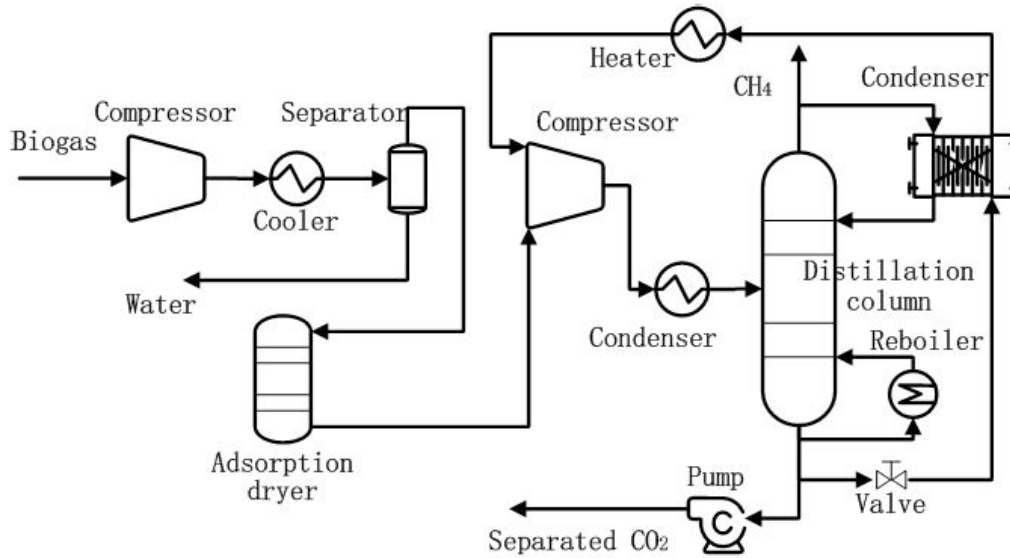 Heater
CH₄
Condenser
Compressor
Separator
Compressor
Biogas
Cooler
Distillation
column
Water
Condenser
Reboiler
Adsorption
dryer
Pump
Valve
C
Separated CO₂